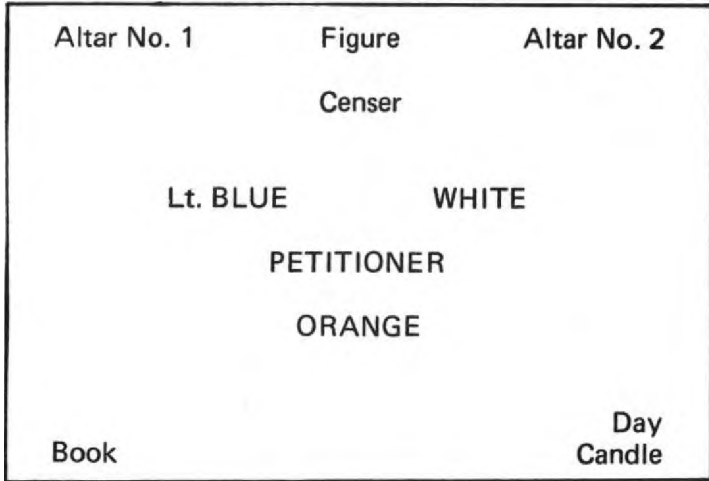 Altar No. 1 Figure Altar No. 2
Censer
Lt. BLUE WHITE
PETITIONER
ORANGE
Day
Book Candle